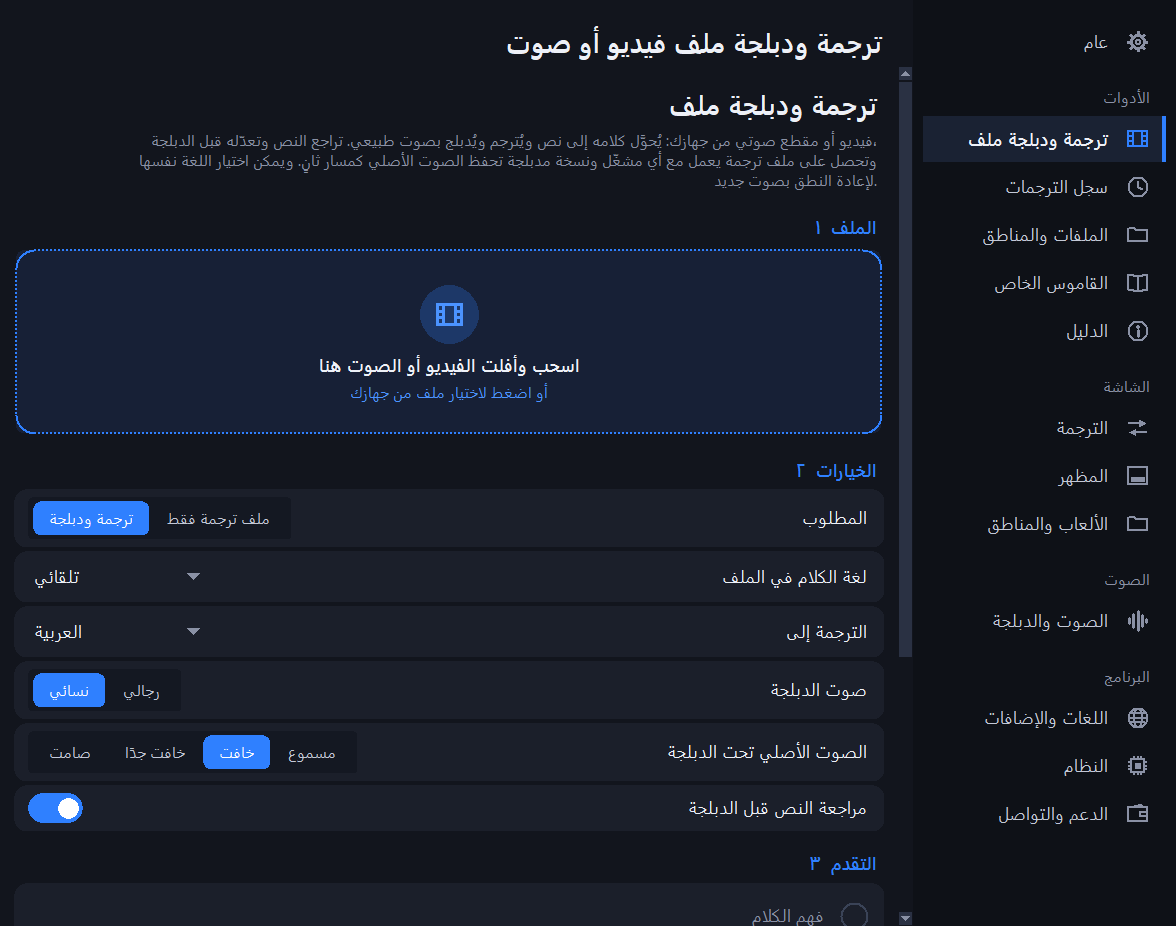 عام
الأدوات
ترجمة ودبلجة ملف
سجل الترجمات
الملفات والمناطق
القاموس الخاص
الدليل
الشاشة
الترجمة
المظهر
الألعاب والمناطق
الصوت
الصوت والدبلجة
البرنامج
اللغات والإضافات
النظام
الدعم والتواصل
ترجمة ودبلجة ملف فيديو أو صوت
ترجمة ودبلجة ملف
فيديو أو مقطع صوتي من جهازك: يُحوَّل كلامه إلى نص ويُترجم ويُدبلج بصوت طبيعي. تراجع النص وتعدّله قبل الدبلجة،
وتحصل على ملف ترجمة يعمل مع أي مشغّل ونسخة مدبلجة تحفظ الصوت الأصلي كمسار ثانٍ. ويمكن اختيار اللغة نفسها
لإعادة النطق بصوت جديد.
الملف ١
اسحب وأفلت الفيديو أو الصوت هنا
أو اضغط لاختيار ملف من جهازك
الخيارات ٢
المطلوب
ملف ترجمة فقط
ترجمة ودبلجة
لغة الكلام في الملف
تلقائي
الترجمة إلى
العربية
صوت الدبلجة
رجالي
نسائي
الصوت الأصلي تحت الدبلجة
مسموع
خافت
خافت جدًا
صامت
مراجعة النص قبل الدبلجة
التقدم ٣
فهم الكلام